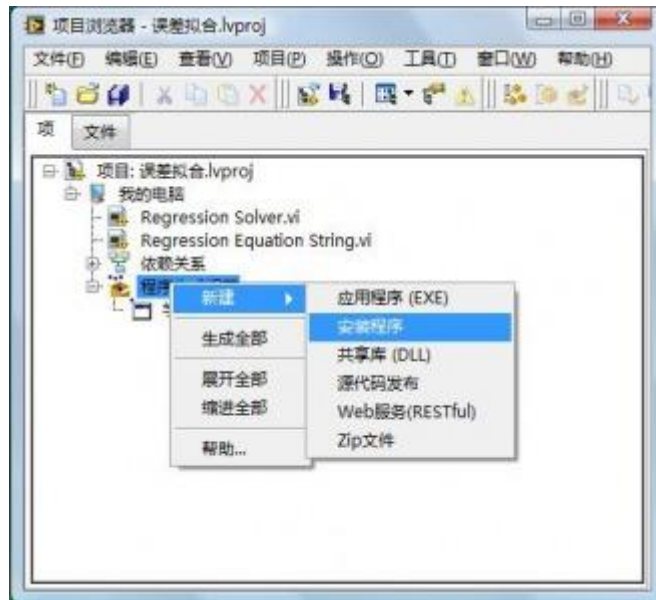 项目浏览器 - 误差拟合.lvproj
文件(F) 编辑(E) 查看(V) 项目(P) 操作(O) 工具(T) 窗口(W) 帮助(H)
项 文件
项目: 误差拟合.lvproj
我的电脑
Regression Solver.vi
Regression Equation String.vi
依赖关系
程序
新建
生成全部
展开全部
缩进全部
帮助...
应用程序 (EXE)
安装程序
共享库 (DLL)
源代码发布
Web服务(RESTful)
Zip文件